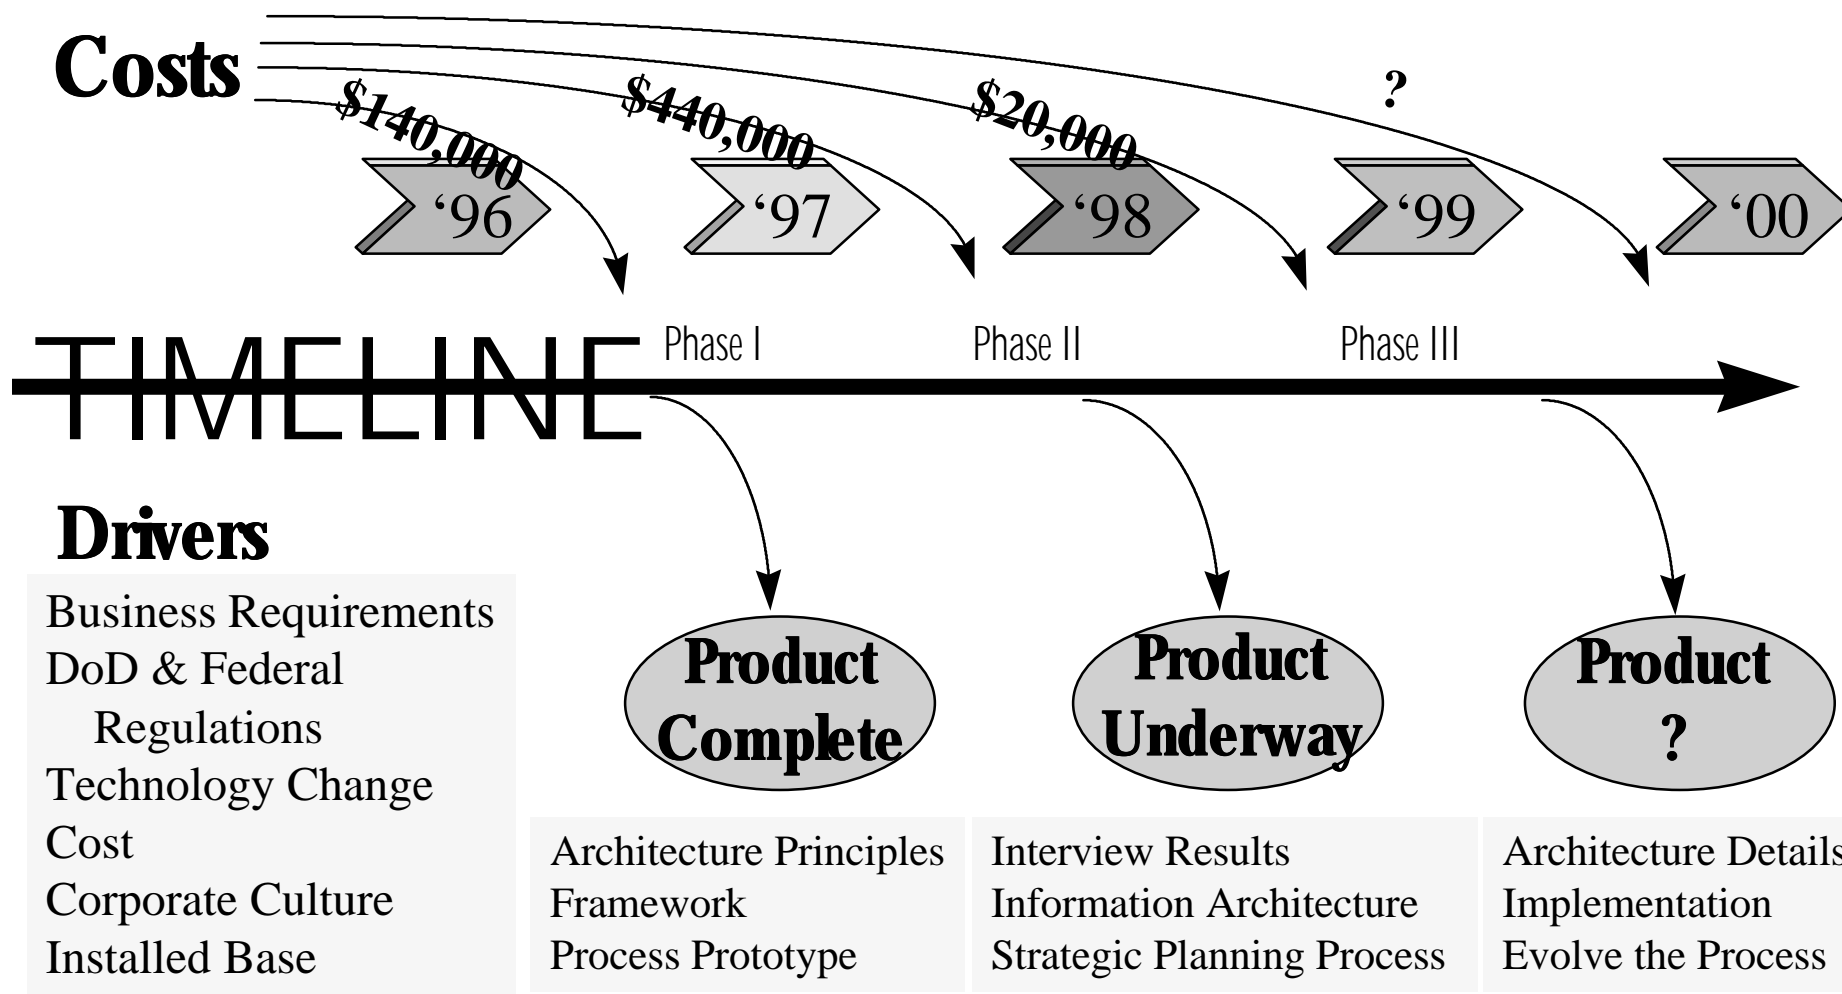 Costs
$140,000
$440,000
$20,000
?
‘96
‘97
‘98
‘99
‘00
Phase I
Phase II
Phase III
TIMELINE
Drivers
Business Requirements
DoD & Federal
Regulations
Technology Change
Cost
Corporate Culture
Installed Base
Product
Complete
Product
Underway
Product
?
Architecture Principles
Framework
Process Prototype
Interview Results
Information Architecture
Strategic Planning Process
Architecture Details
Implementation
Evolve the Process